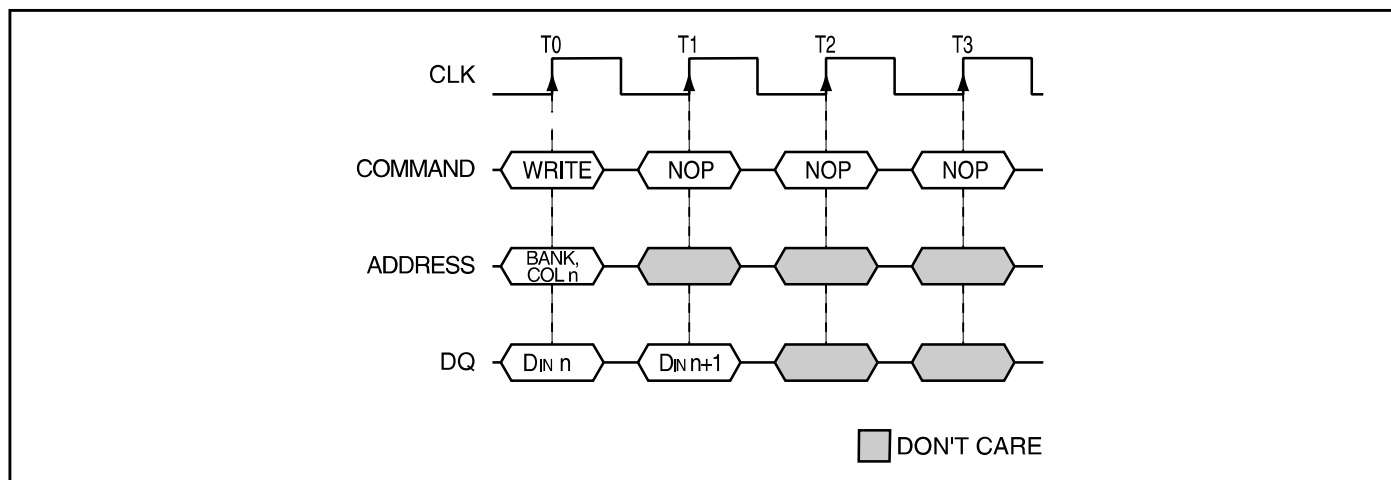 T0 T1 T2 T3
CLK
COMMAND WRITE NOP NOP NOP
ADDRESS BANK,
COL n
DQ DIN n DIN n+1
DON'T CARE